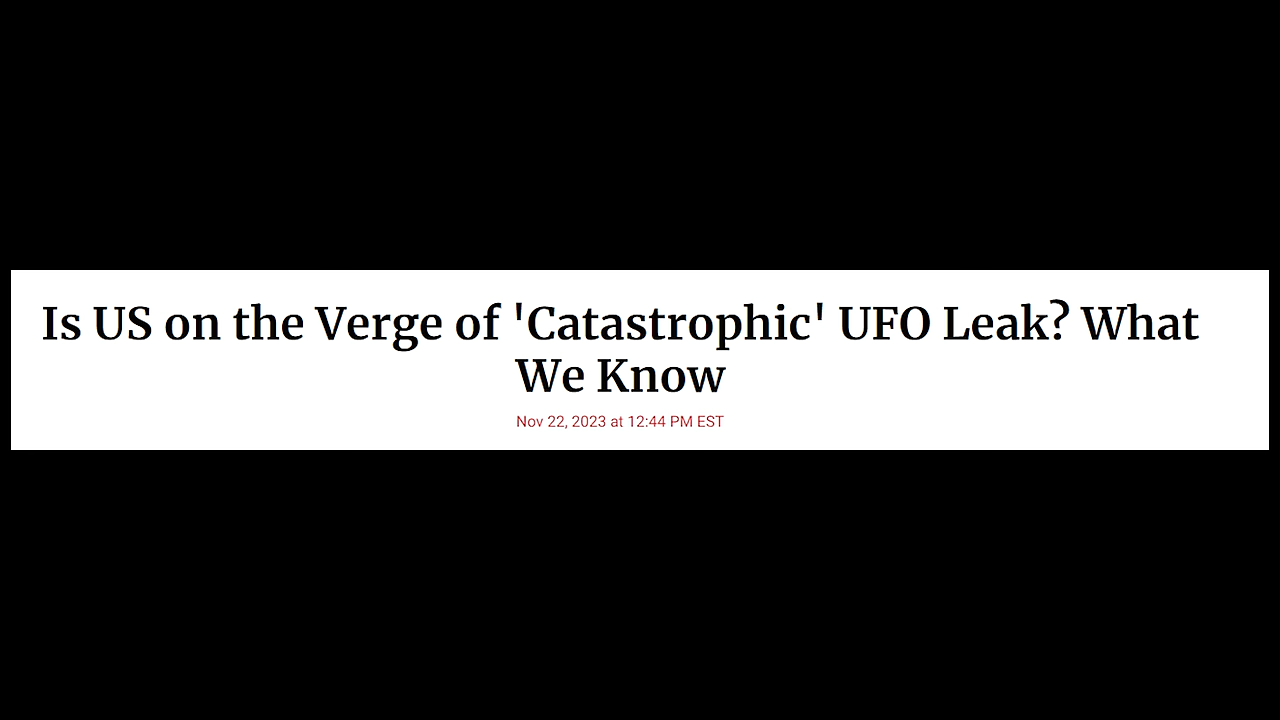 Is US on the Verge of 'Catastrophic' UFO Leak? What
We Know
Nov 22, 2023 at 12:44 PM EST